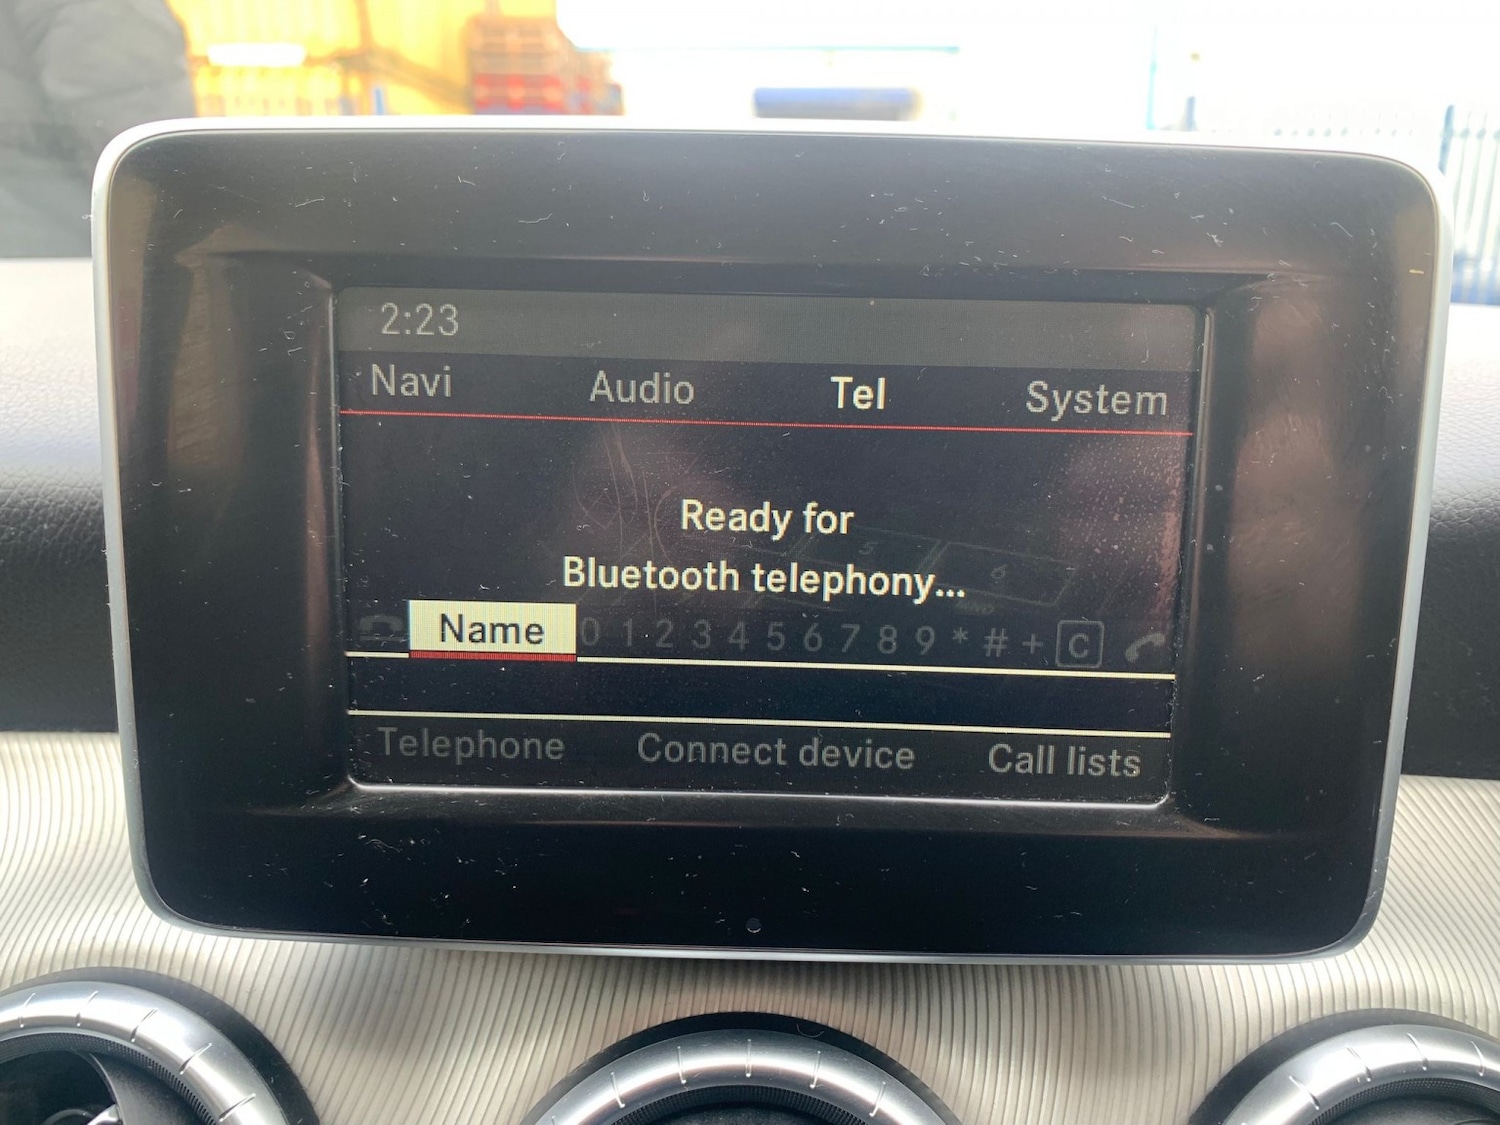 2:23
Navi Audio Tel System
Ready for
Bluetooth telephony...
Name 0 1 2 3 4 5 6 7 8 9 * # + C
Telephone Connect device Call lists